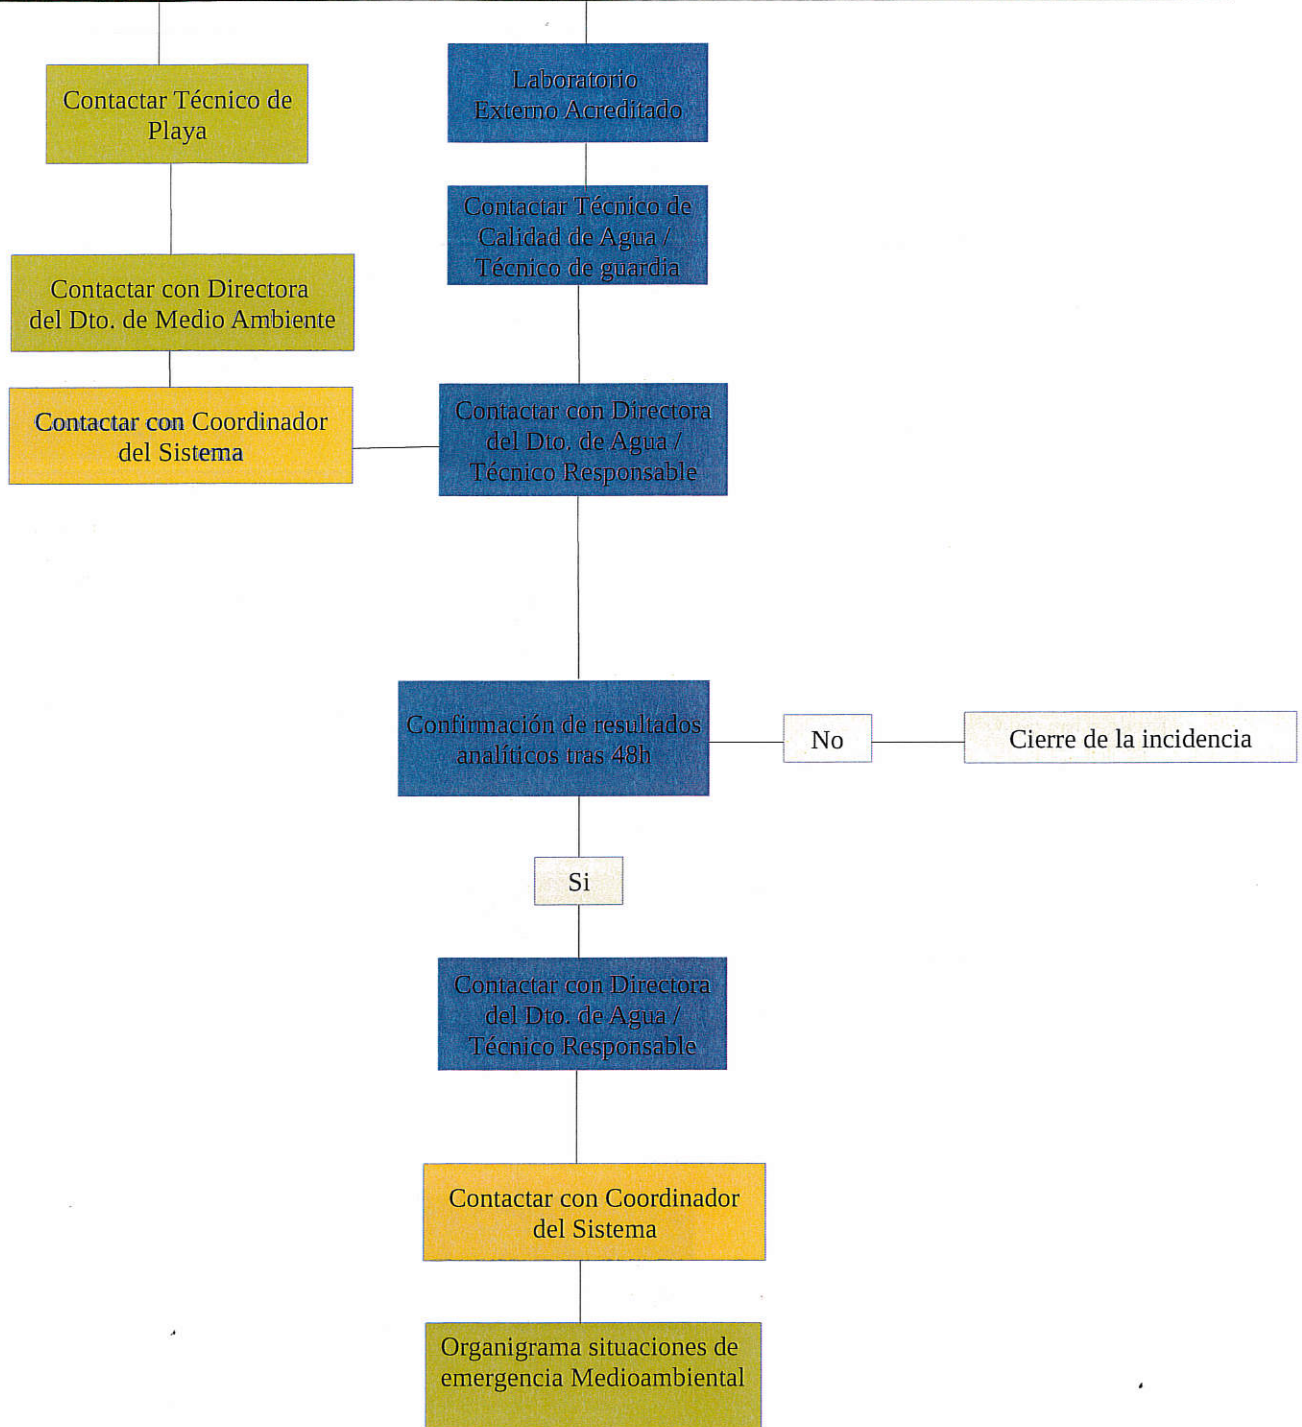 Contactar Técnico de
Playa
Contactar con Directora
del Dto. de Medio Ambiente
Contactar con Coordinador
del Sistema
Laboratorio
Externo Acreditado
Contactar Técnico de
Calidad de Agua /
Técnico de guardia
Contactar con Directora
del Dto. de Agua /
Técnico Responsable
Confirmación de resultados
analíticos tras 48h
No
Cierre de la incidencia
Si
Contactar con Directora
del Dto. de Agua /
Técnico Responsable
Contactar con Coordinador
del Sistema
Organigrama situaciones de
emergencia Medioambiental